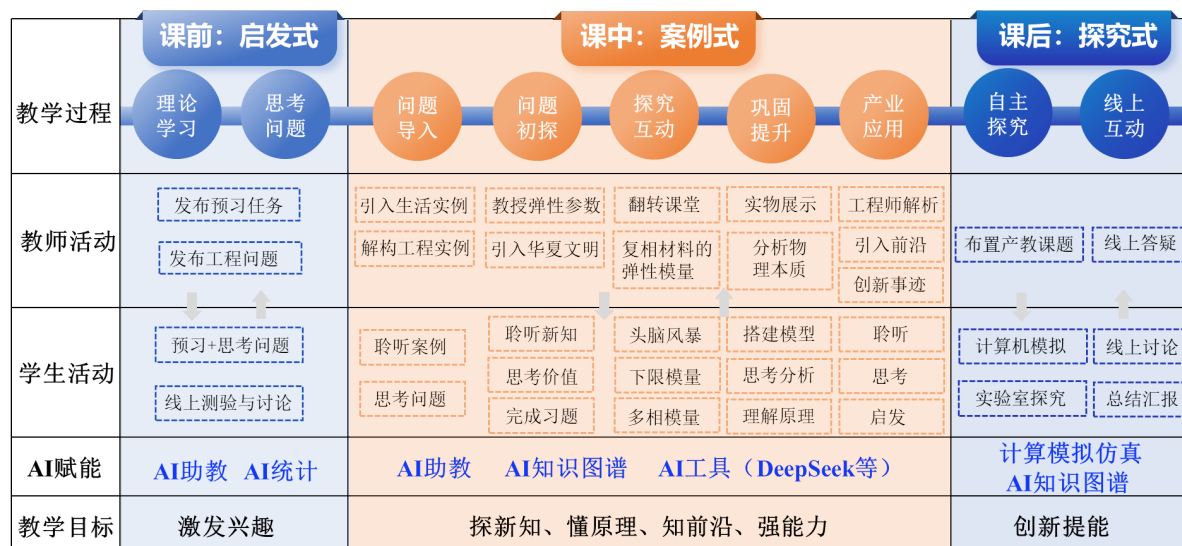 课前：启发式
课中：案例式
课后：探究式
教学过程
理论
学习
思考
问题
问题
导入
问题
初探
探究
互动
巩固
提升
产业
应用
自主
探究
线上
互动
教师活动
发布预习任务
发布工程问题
引入生活实例
解构工程实例
教授弹性参数
引入华夏文明
翻转课堂
复相材料的
弹性模量
实物展示
分析物
理本质
工程师解析
引入前沿
创新事迹
布置产教课题
线上答疑
学生活动
预习+思考问题
线上测验与讨论
聆听案例
思考问题
聆听新知
思考价值
完成习题
头脑风暴
下限模量
多相模量
搭建模型
思考分析
理解原理
聆听
思考
启发
计算机模拟
实验室探究
线上讨论
总结汇报
AI赋能
AI助教 AI统计
AI助教 AI知识图谱 AI工具（DeepSeek等）
计算模拟仿真
AI知识图谱
教学目标
激发兴趣
探新知、懂原理、知前沿、强能力
创新提能